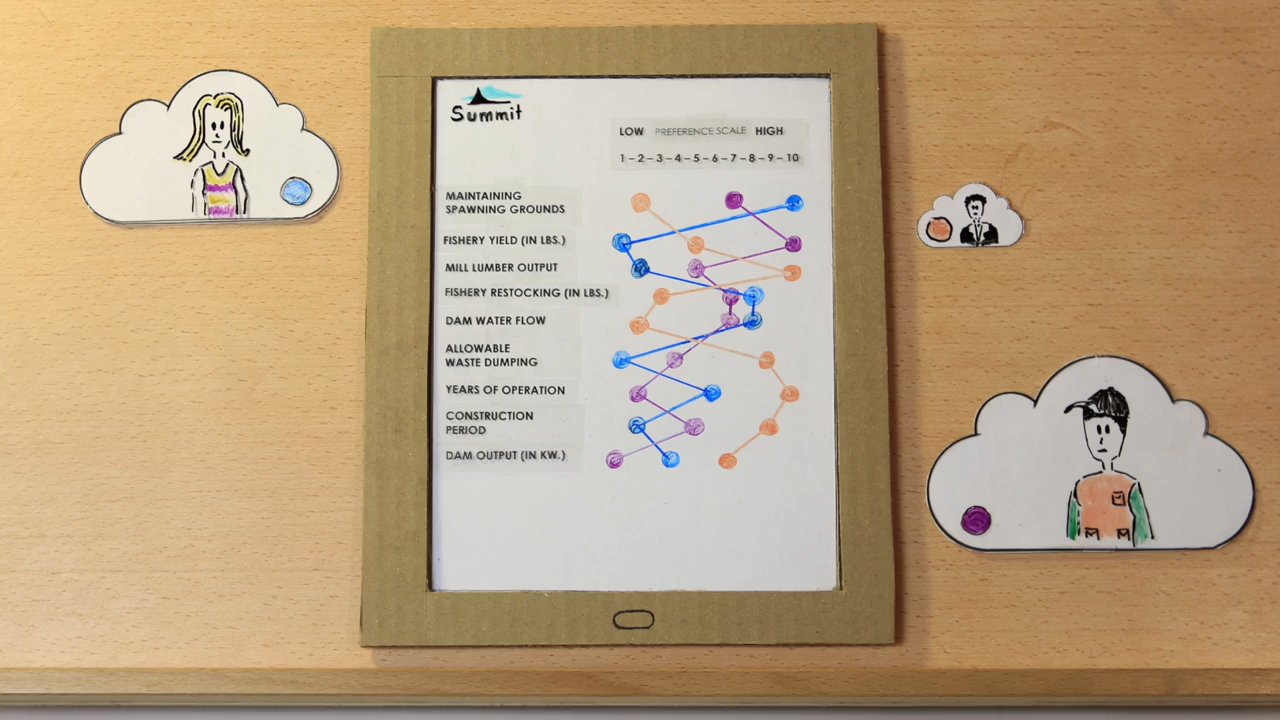 Summit
LOW PREFERENCE SCALE HIGH
1 – 2 – 3 – 4 – 5 – 6 – 7 – 8 – 9 – 10
MAINTAINING
SPAWNING GROUNDS
FISHERY YIELD (IN LBS.)
MILL LUMBER OUTPUT
FISHERY RESTOCKING (IN LBS.)
DAM WATER FLOW
ALLOWABLE
WASTE DUMPING
YEARS OF OPERATION
CONSTRUCTION
PERIOD
DAM OUTPUT (IN KW.)